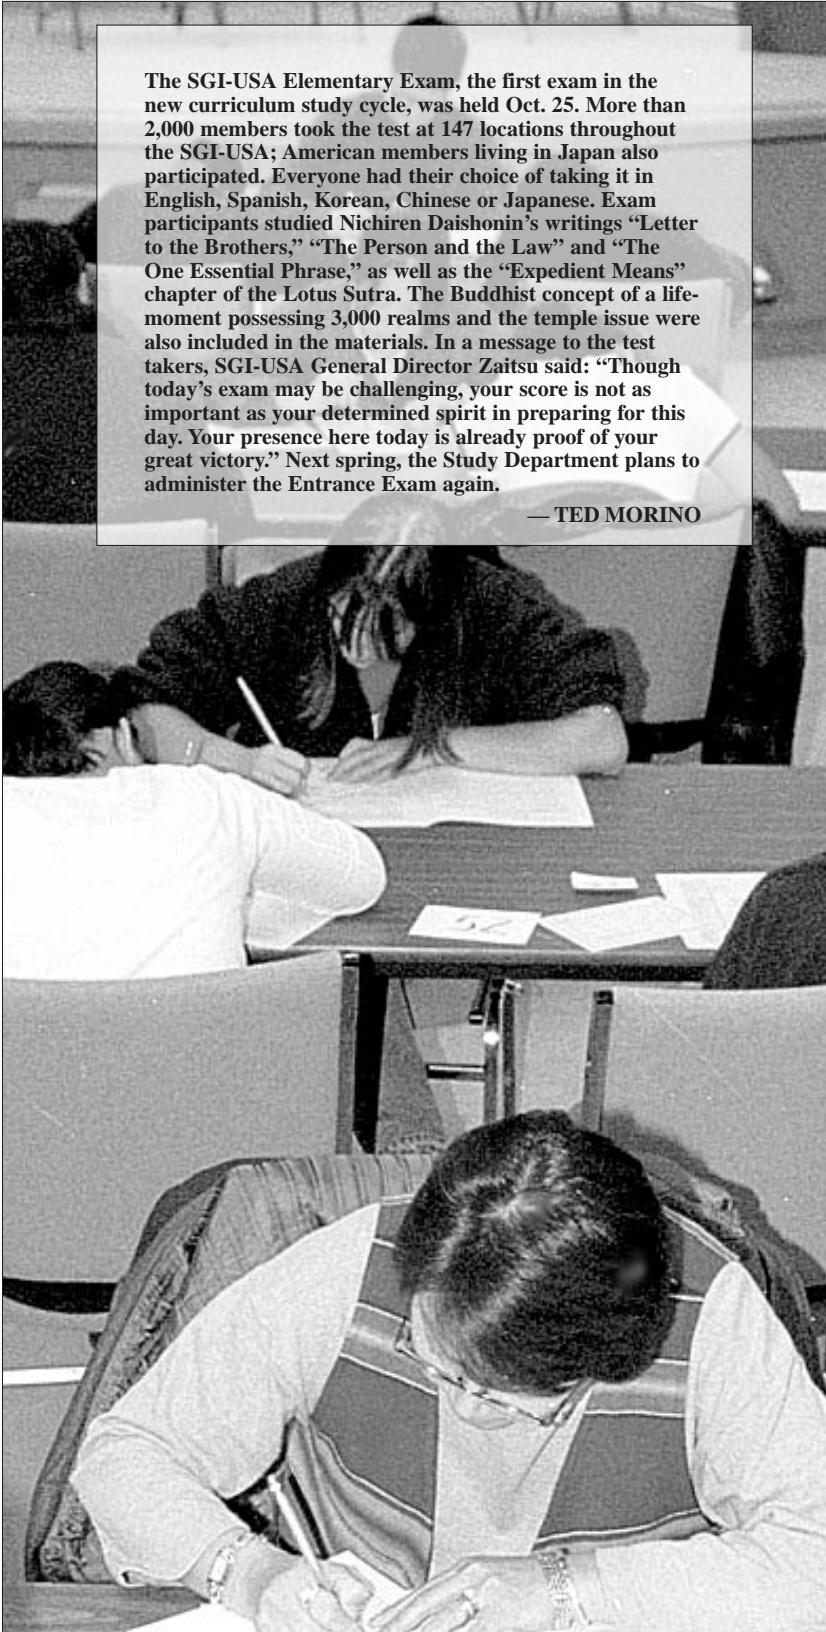 The SGI-USA Elementary Exam, the first exam in the
new curriculum study cycle, was held Oct. 25. More than
2,000 members took the test at 147 locations throughout
the SGI-USA; American members living in Japan also
participated. Everyone had their choice of taking it in
English, Spanish, Korean, Chinese or Japanese. Exam
participants studied Nichiren Daishonin’s writings “Letter
to the Brothers,” “The Person and the Law” and “The
One Essential Phrase,” as well as the “Expedient Means”
chapter of the Lotus Sutra. The Buddhist concept of a life-
moment possessing 3,000 realms and the temple issue were
also included in the materials. In a message to the test
takers, SGI-USA General Director Zaitsu said: “Though
today’s exam may be challenging, your score is not as
important as your determined spirit in preparing for this
day. Your presence here today is already proof of your
great victory.” Next spring, the Study Department plans to
administer the Entrance Exam again.
— TED MORINO